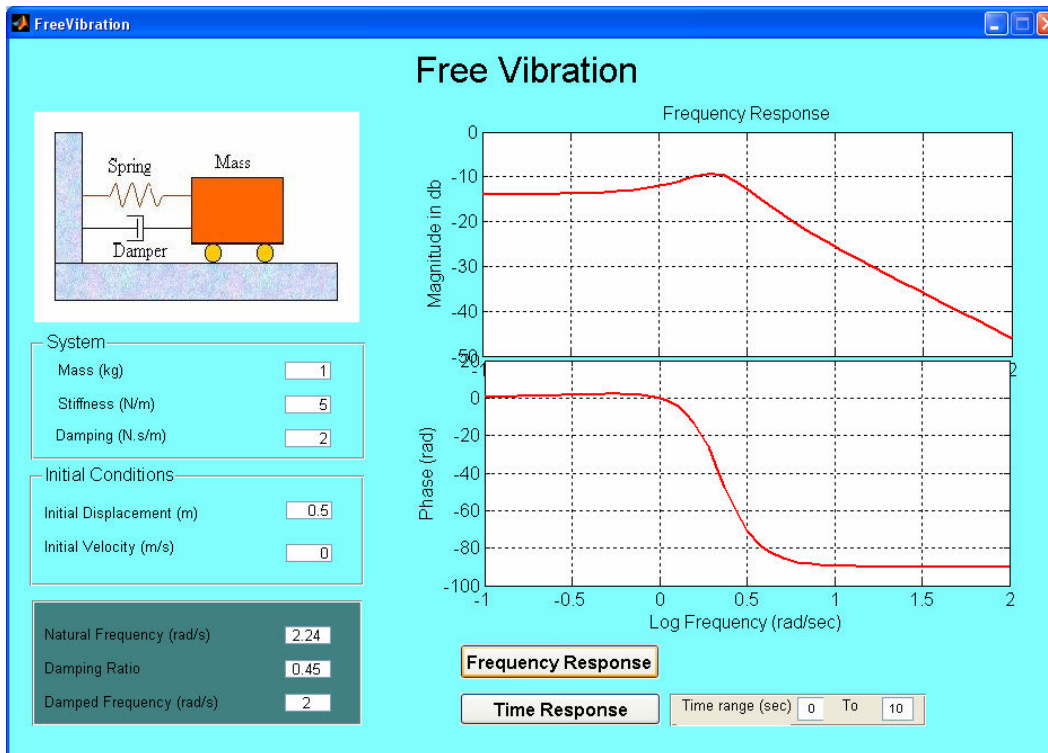 FreeVibration
Free Vibration
Spring
Mass
Damper
System
Mass (kg) 1
Stiffness (N/m) 5
Damping (N.s/m) 2
Initial Conditions
Initial Displacement (m) 0.5
Initial Velocity (m/s) 0
Natural Frequency (rad/s) 2.24
Damping Ratio 0.45
Damped Frequency (rad/s) 2
Frequency Response
Magnitude in db
0
-10
-20
-30
-40
-50
-1 2
Phase (rad)
20
0
-20
-40
-60
-80
-100
-1 -0.5 0 0.5 1 1.5 2
Log Frequency (rad/sec)
Frequency Response
Time Response
Time range (sec) 0 To 10